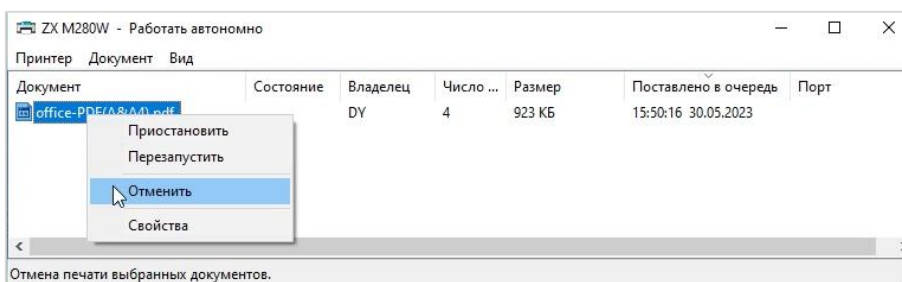 ZX M280W - Работать автономно
Принтер Документ Вид
Документ Состояние Владелец Число ... Размер Поставлено в очередь Порт
office-PDF(A8:A4).pdf DY 4 923 КБ 15:50:16 30.05.2023
Приостановить
Перезапустить
Отменить
Свойства
Отмена печати выбранных документов.